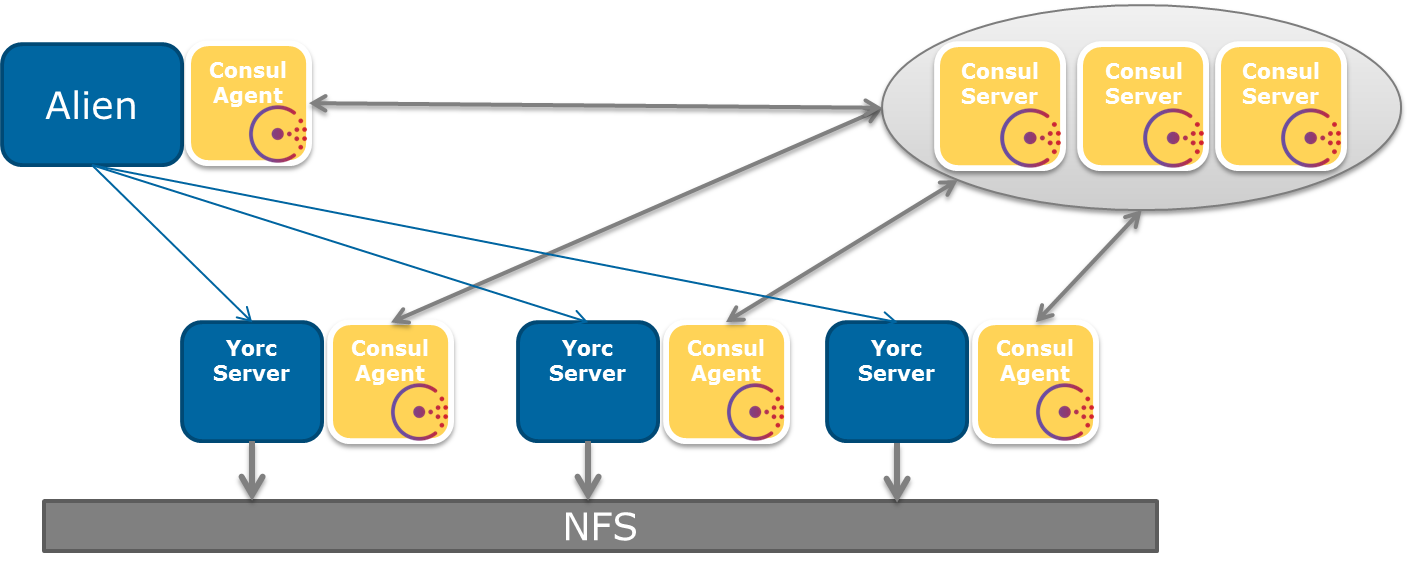 Alien
Consul
Agent
Consul
Server
Consul
Server
Consul
Server
Yorc
Server
Consul
Agent
Yorc
Server
Consul
Agent
Yorc
Server
Consul
Agent
NFS